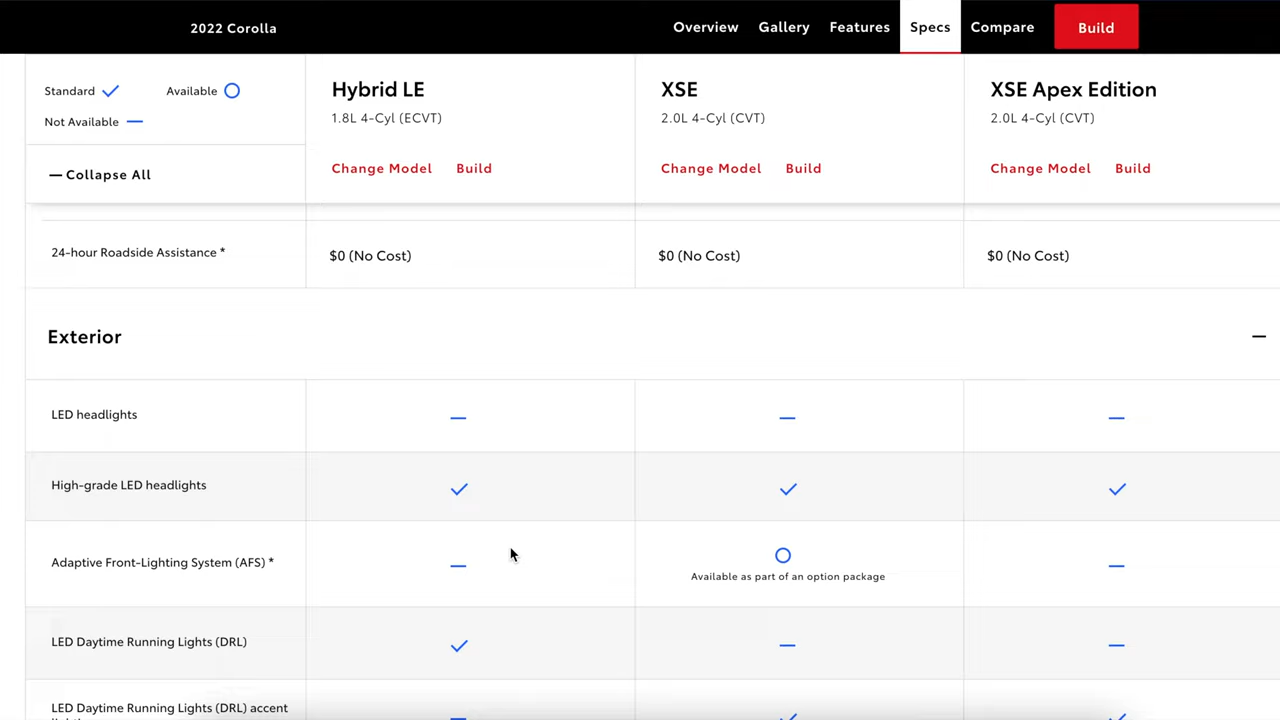 2022 Corolla
Overview
Gallery
Features
Specs
Compare
Build
Standard
Available
Not Available
Collapse All
Hybrid LE
1.8L 4-Cyl (ECVT)
Change Model
Build
XSE
2.0L 4-Cyl (CVT)
Change Model
Build
XSE Apex Edition
2.0L 4-Cyl (CVT)
Change Model
Build
24-hour Roadside Assistance *
$0 (No Cost)
$0 (No Cost)
$0 (No Cost)
Exterior
LED headlights
High-grade LED headlights
Adaptive Front-Lighting System (AFS) *
Available as part of an option package
LED Daytime Running Lights (DRL)
LED Daytime Running Lights (DRL) accent